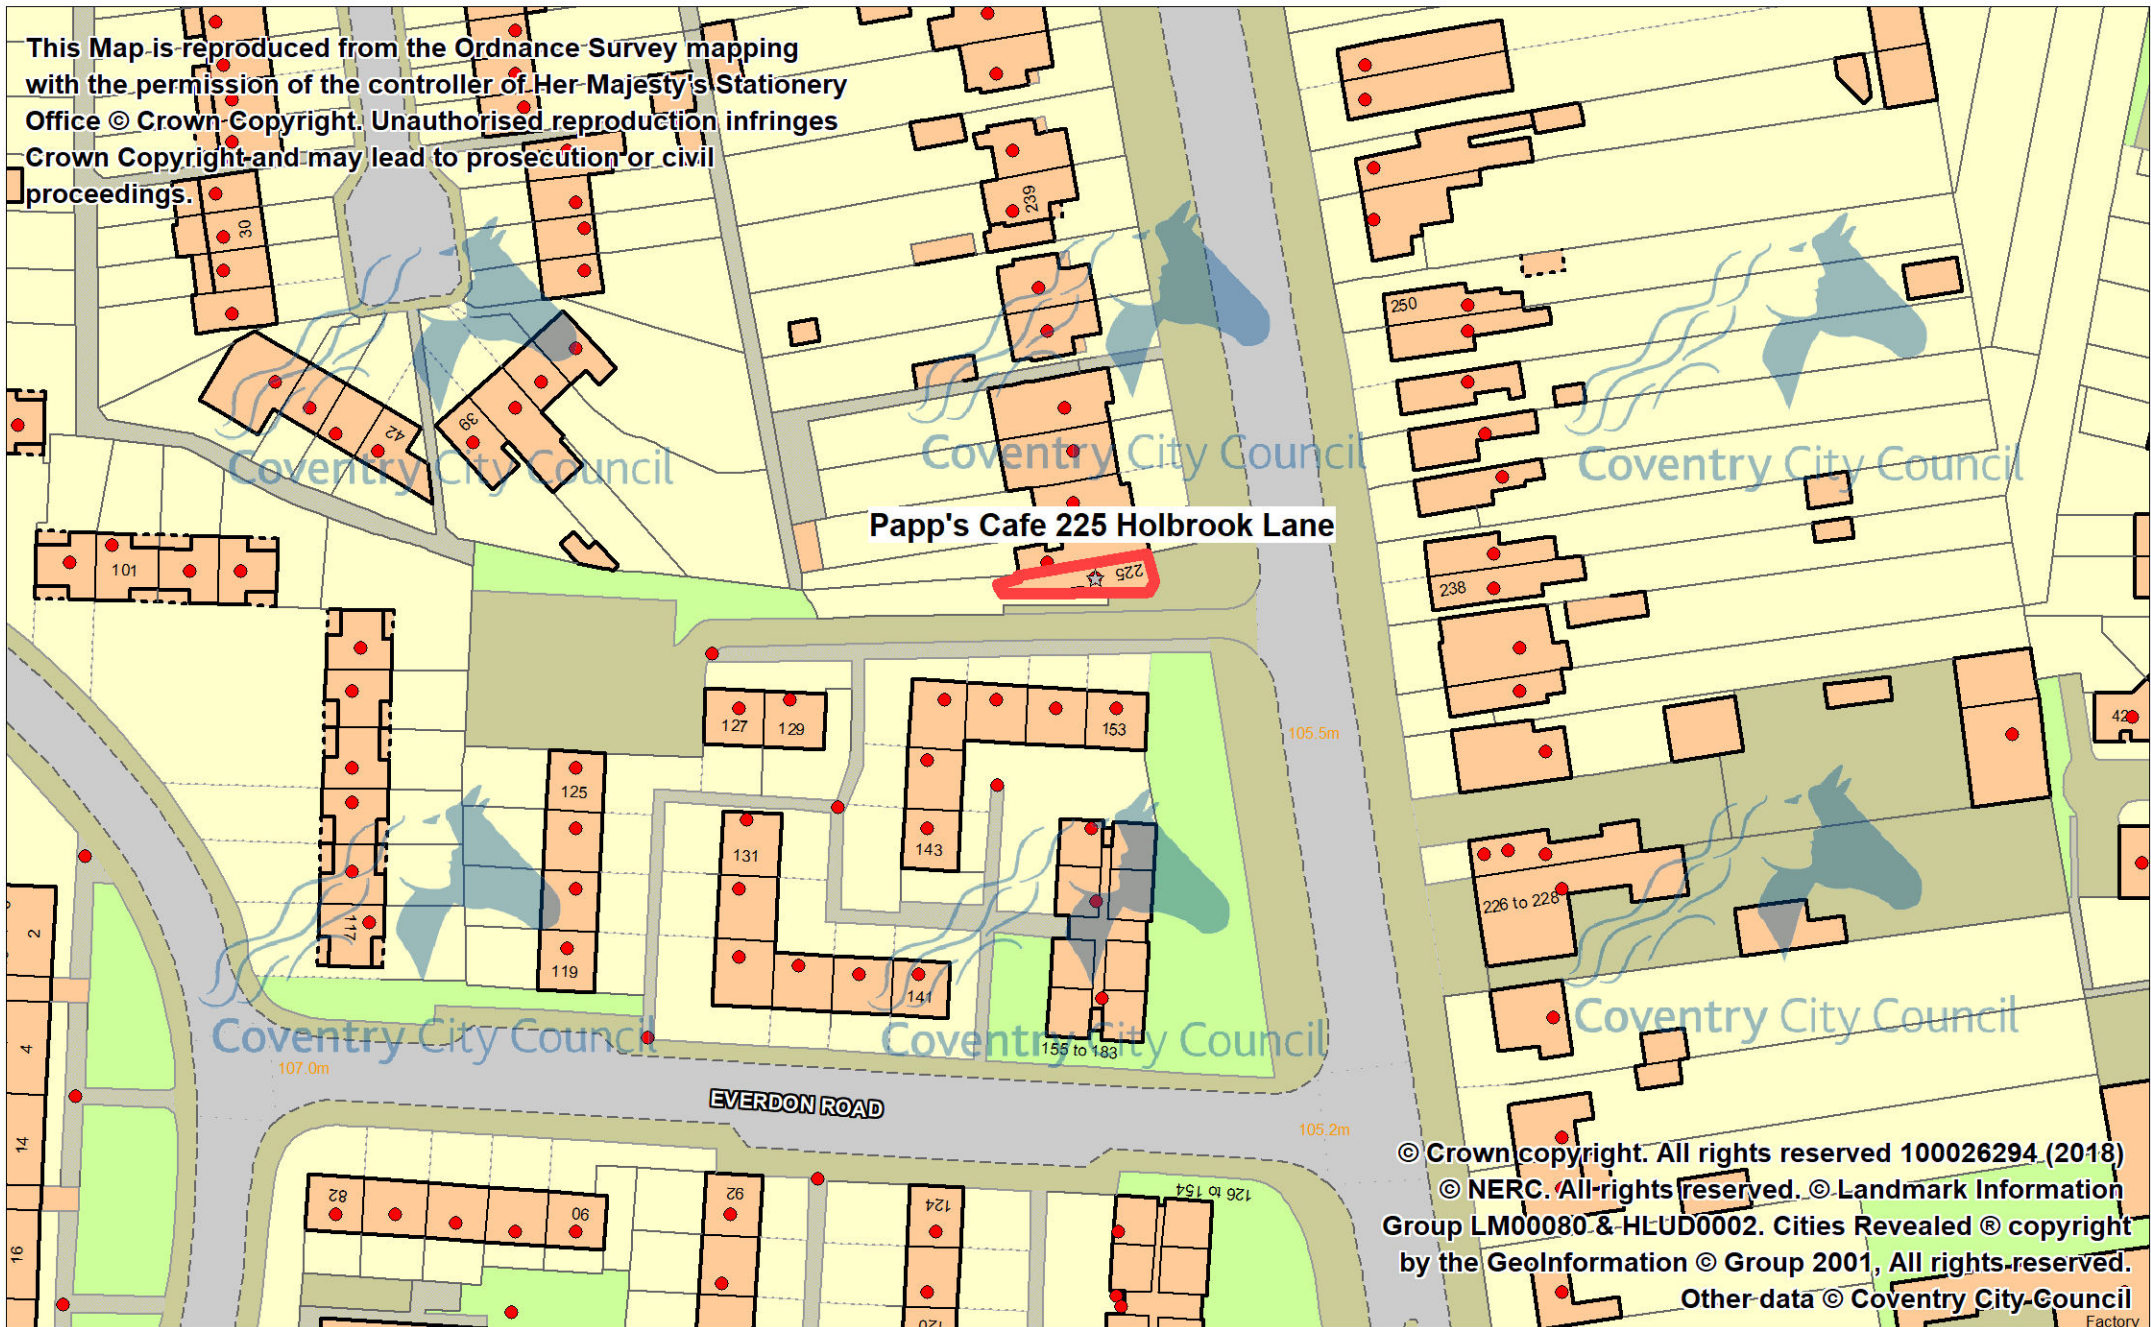 This Map is reproduced from the Ordnance Survey mapping
with the permission of the controller of Her Majesty's Stationery
Office © Crown Copyright. Unauthorised reproduction infringes
Crown Copyright and may lead to prosecution or civil
proceedings.
30
239
250
42
39
Coventry City Council
Coventry City Council
Coventry City Council
Papp's Cafe 225 Holbrook Lane
101
225
238
127
129
153
42
105.5m
125
131
143
226 to 228
117
119
141
2
4
14
16
Coventry City Council
Coventry City Council
Coventry City Council
155 to 183
107.0m
EVERDON ROAD
105.2m
82
90
92
124
126 to 154
120
© Crown copyright. All rights reserved 100026294 (2018)
© NERC. All rights reserved. © Landmark Information
Group LM00080 & HLUD0002. Cities Revealed ® copyright
by the GeoInformation © Group 2001, All rights reserved.
Other data © Coventry City Council
Factory